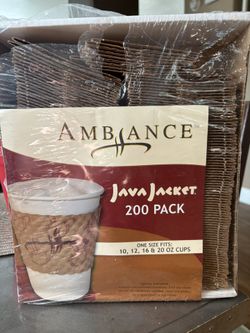 AMBIANCE
JAVA JACKET
200 PACK
ONE SIZE FITS:
10, 12, 16 & 20 OZ CUPS